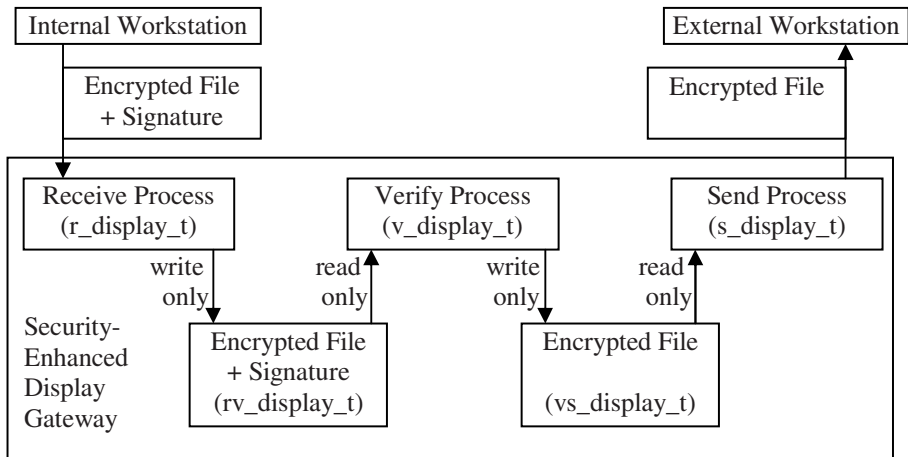 Internal Workstation
External Workstation
Encrypted File
+ Signature
Encrypted File
Receive Process
(r_display_t)
Verify Process
(v_display_t)
Send Process
(s_display_t)
write
only
read
only
write
only
read
only
Security-
Enhanced
Display
Gateway
Encrypted File
+ Signature
(rv_display_t)
Encrypted File
(vs_display_t)